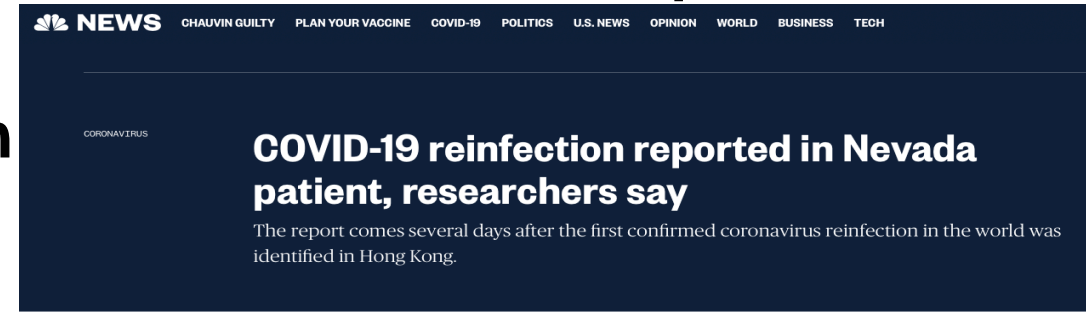 NEWS CHAUVIN GUILTY PLAN YOUR VACCINE COVID-19 POLITICS U.S. NEWS OPINION WORLD BUSINESS TECH
CORONAVIRUS
COVID-19 reinfection reported in Nevada
patient, researchers say
The report comes several days after the first confirmed coronavirus reinfection in the world was
identified in Hong Kong.